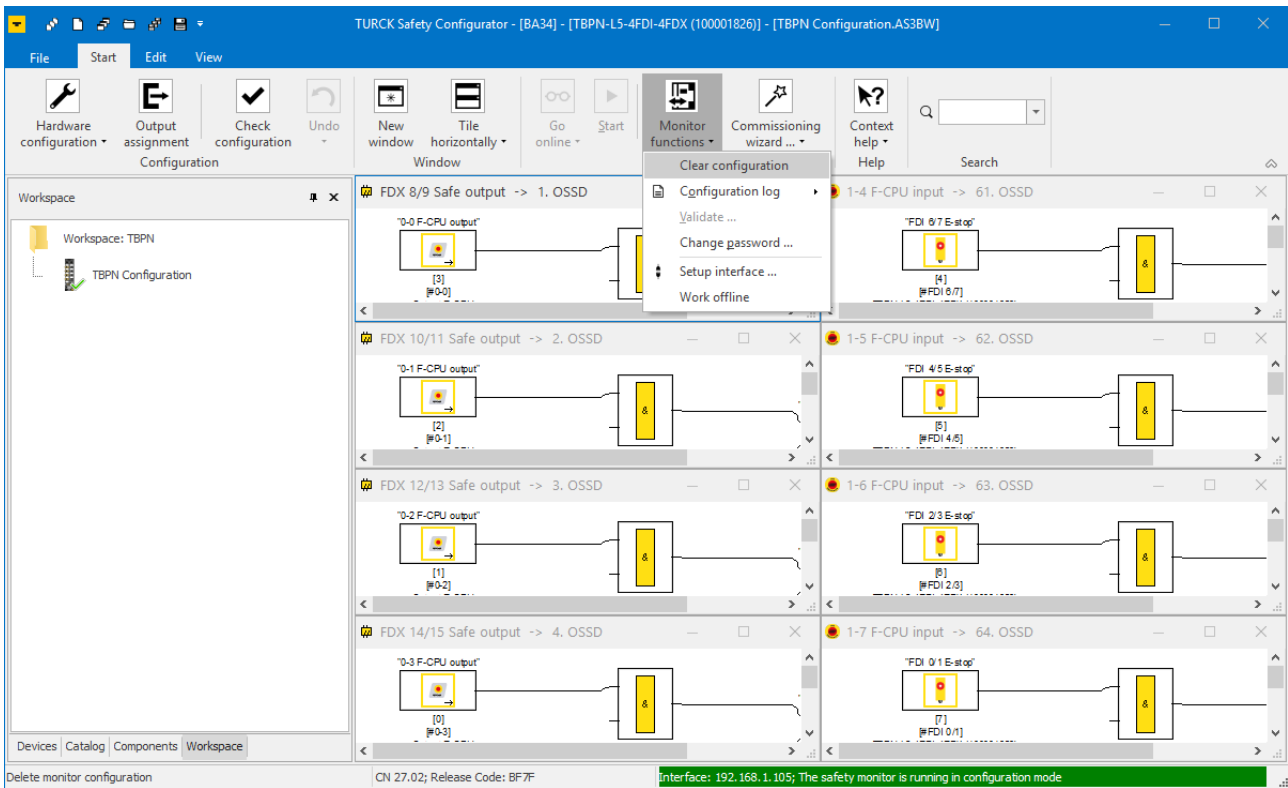 TURCK Safety Configurator - [BA34] - [TBPN-L5-4FDI-4FDX (100001826)] - [TBPN Configuration.AS3BW]
File Start Edit View
Hardware configuration
Output assignment
Check configuration
Undo
New window
Tile horizontally
Go online
Start
Monitor functions
Commissioning wizard ...
Context help
Configuration
Window
Help
Search
Clear configuration
Configuration log
Validate ...
Change password ...
Setup interface ...
Work offline
Workspace
Workspace: TBPN
TBPN Configuration
FDX 8/9 Safe output -> 1. OSSD
"0-0 F-CPU output"
&
[3]
[#0-0]
1-4 F-CPU input -> 61. OSSD
"FDI 6/7 E-stop"
&
[4]
[#FDI 6/7]
FDX 10/11 Safe output -> 2. OSSD
"0-1 F-CPU output"
&
[2]
[#0-1]
1-5 F-CPU input -> 62. OSSD
"FDI 4/5 E-stop"
&
[5]
[#FDI 4/5]
FDX 12/13 Safe output -> 3. OSSD
"0-2 F-CPU output"
&
[1]
[#0-2]
1-6 F-CPU input -> 63. OSSD
"FDI 2/3 E-stop"
&
[6]
[#FDI 2/3]
FDX 14/15 Safe output -> 4. OSSD
"0-3 F-CPU output"
&
[0]
[#0-3]
1-7 F-CPU input -> 64. OSSD
"FDI 0/1 E-stop"
&
[7]
[#FDI 0/1]
Devices Catalog Components Workspace
Delete monitor configuration
CN 27.02; Release Code: BF7F
Interface: 192.168.1.105; The safety monitor is running in configuration mode